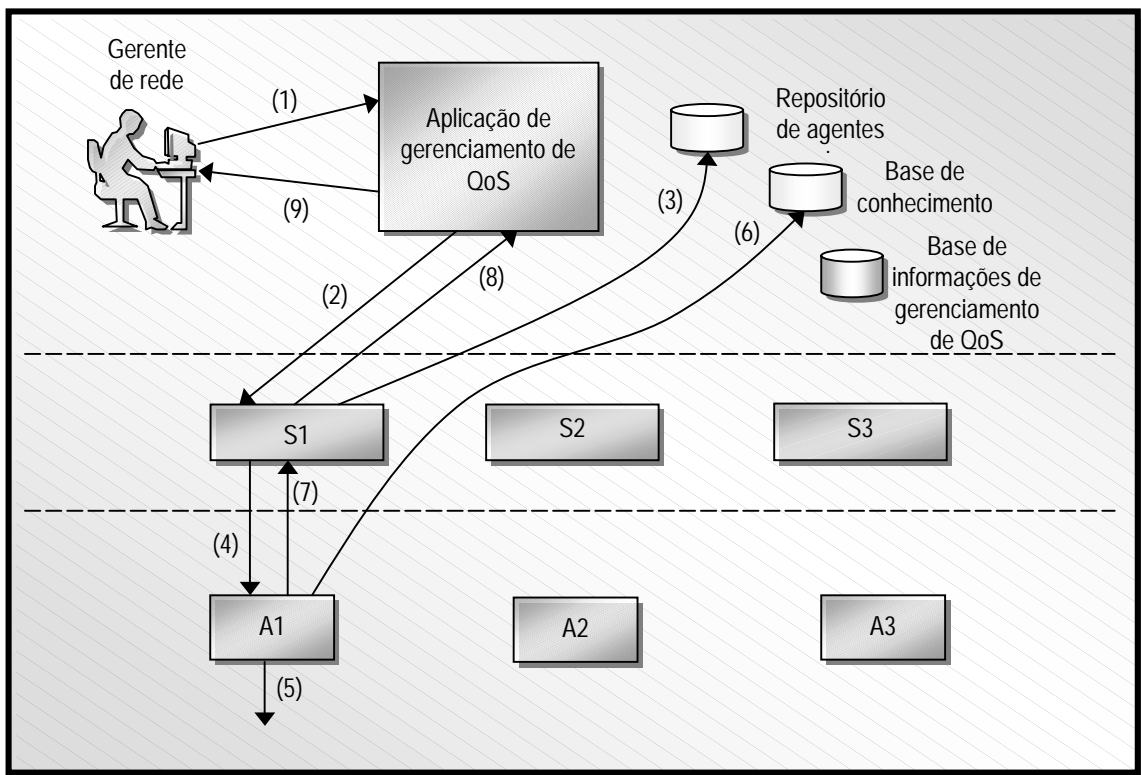 Gerente
de rede
(1)
Aplicação de
gerenciamento de
QoS
(9)
Repositório
de agentes
(3)
Base de
conhecimento
(6)
Base de
informações de
gerenciamento
de QoS
(2)
(8)
S1
S2
S3
(7)
(4)
A1
A2
A3
(5)